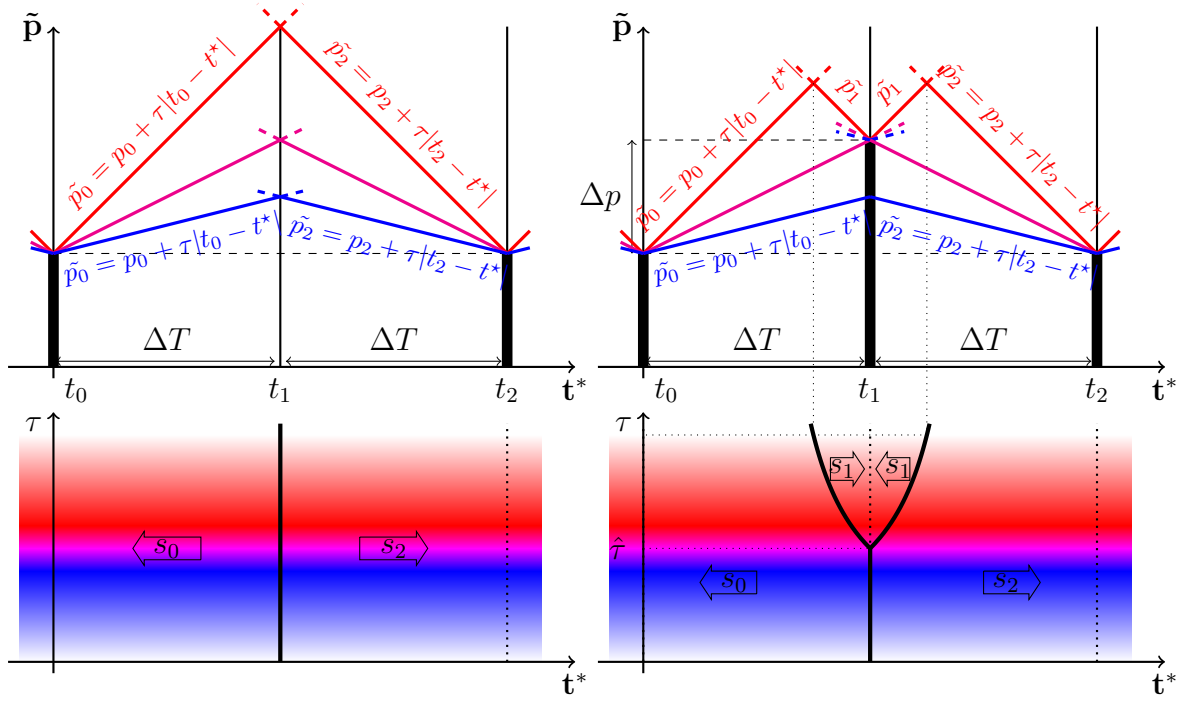 p̃
p̃₀ = p₀ + τ|t₀ − t⋆|
p̃₂ = p₂ + τ|t₂ − t⋆|
p̃₀ = p₀ + τ|t₀ − t⋆|
p̃₂ = p₂ + τ|t₂ − t⋆|
ΔT
ΔT
t₀
t₁
t₂
t*
τ
s₀
s₂
t*
p̃
p̃₀ = p₀ + τ|t₀ − t⋆|
p̃₁
p̃₁
p̃₂ = p₂ + τ|t₂ − t⋆|
Δp
p̃₀ = p₀ + τ|t₀ − t⋆|
p̃₂ = p₂ + τ|t₂ − t⋆|
ΔT
ΔT
t₀
t₁
t₂
t*
τ
s₁
s₁
τ̂
s₀
s₂
t*